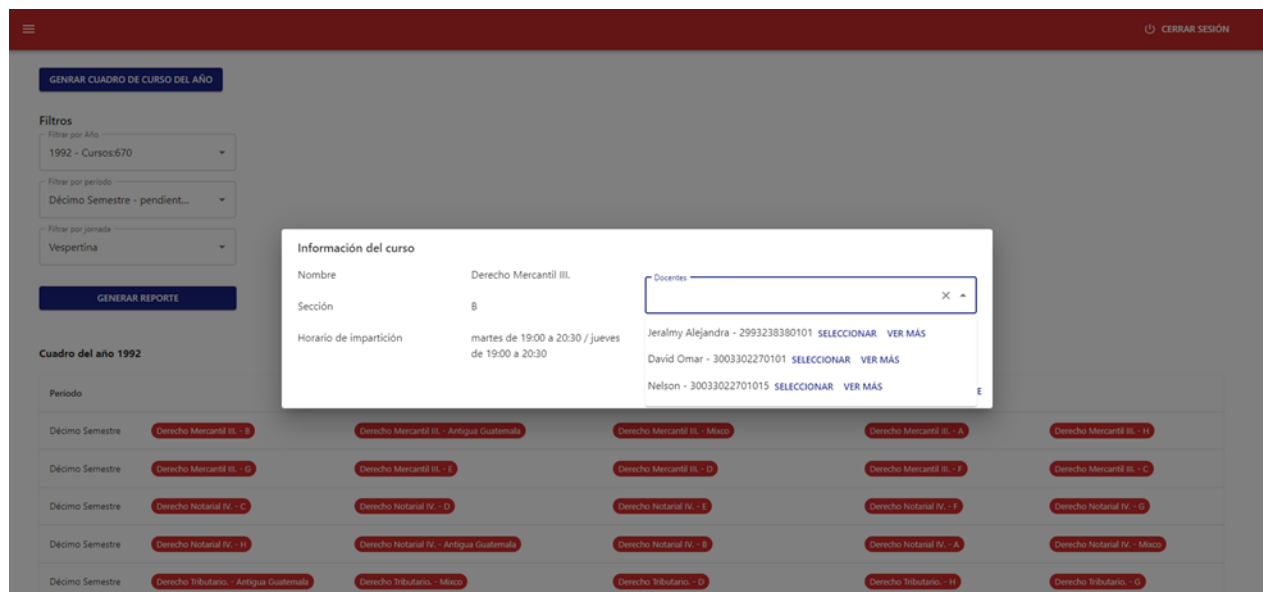 CERRAR SESIÓN
GENRAR CUADRO DE CURSO DEL AÑO
Filtros
Filtrar por Año
1992 - Cursos:670
Filtrar por período
Décimo Semestre - pendient...
Filtrar por jornada
Vespertina
GENERAR REPORTE
Información del curso
Nombre Derecho Mercantil III.
Sección B
Horario de impartición martes de 19:00 a 20:30 / jueves
de 19:00 a 20:30
Docentes
Jeralmy Alejandra - 2993238380101 SELECCIONAR VER MÁS
David Omar - 3003302270101 SELECCIONAR VER MÁS
Nelson - 30033022701015 SELECCIONAR VER MÁS
E
Cuadro del año 1992
Período
Décimo Semestre Derecho Mercantil III. - B Derecho Mercantil III. - Antigua Guatemala Derecho Mercantil III. - Mixco Derecho Mercantil III. - A Derecho Mercantil III. - H
Décimo Semestre Derecho Mercantil III. - G Derecho Mercantil III. - E Derecho Mercantil III. - D Derecho Mercantil III. - F Derecho Mercantil III. - C
Décimo Semestre Derecho Notarial IV. - C Derecho Notarial IV. - D Derecho Notarial IV. - E Derecho Notarial IV. - F Derecho Notarial IV. - G
Décimo Semestre Derecho Notarial IV. - H Derecho Notarial IV. - Antigua Guatemala Derecho Notarial IV. - B Derecho Notarial IV. - A Derecho Notarial IV. - Mixco
Décimo Semestre Derecho Tributario. - Antigua Guatemala Derecho Tributario. - Mixco Derecho Tributario. - D Derecho Tributario. - H Derecho Tributario. - G